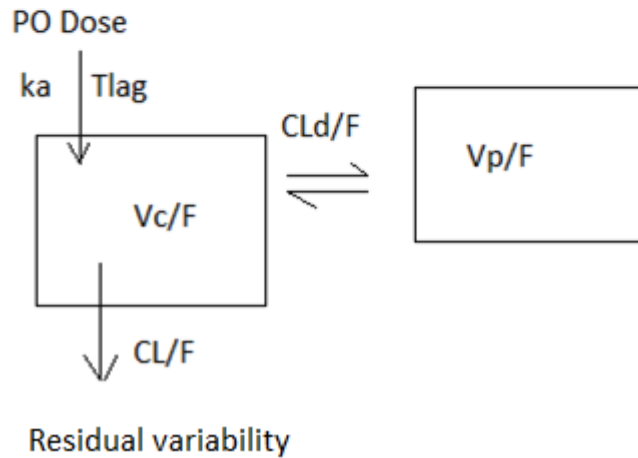 PO Dose
ka
Tlag
CLd/F
Vp/F
Vc/F
CL/F
Residual variability